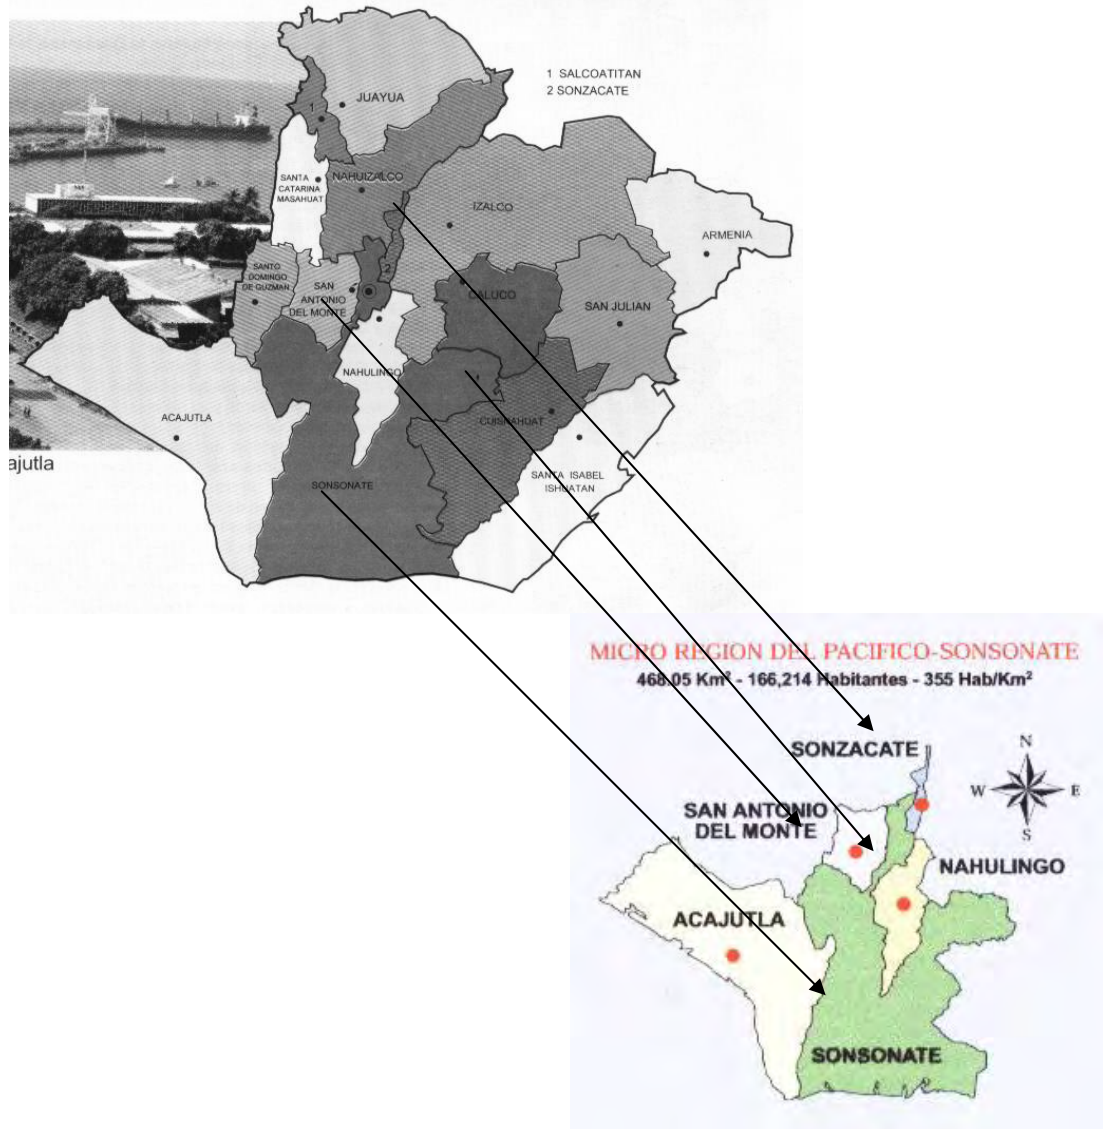 1 SALCOATITAN
2 SONZACATE
JUAYUA
1
SANTA
CATARINA
MASAHUAT
NAHUIZALCO
IZALCO
ARMENIA
SANTO
DOMINGO
DE GUZMAN
2
SAN
ANTONIO
DEL MONTE
CALUCO
SAN JULIAN
NAHULINGO
ACAJUTLA
CUISNAHUAT
ajutla
SONSONATE
SANTA ISABEL
ISHUATAN
MICRO REGION DEL PACIFICO-SONSONATE
468.05 Km² - 166,214 Habitantes - 355 Hab/Km²
SONZACATE
N
W
E
S
SAN ANTONIO
DEL MONTE
NAHULINGO
ACAJUTLA
SONSONATE